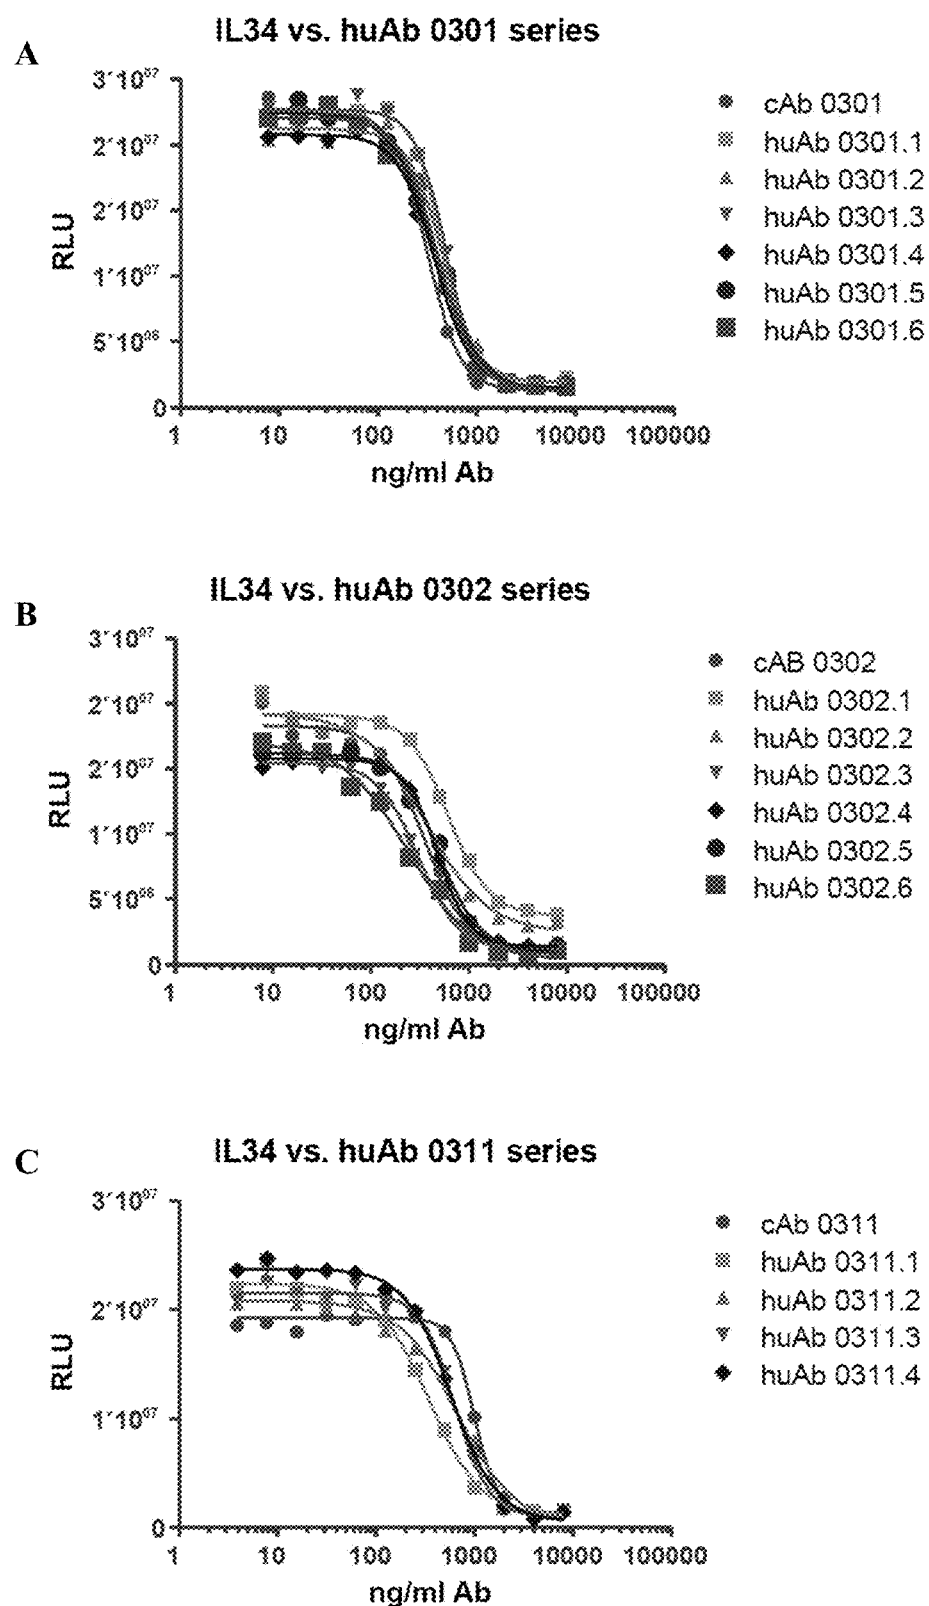 A
IL34 vs. huAb 0301 series
3´10⁰⁷
2´10⁰⁷
2´10⁰⁷
1´10⁰⁷
5´10⁰⁶
0
RLU
1 10 100 1000 10000 100000
ng/ml Ab
cAb 0301
huAb 0301.1
huAb 0301.2
huAb 0301.3
huAb 0301.4
huAb 0301.5
huAb 0301.6
B
IL34 vs. huAb 0302 series
3´10⁰⁷
2´10⁰⁷
2´10⁰⁷
1´10⁰⁷
5´10⁰⁶
0
RLU
1 10 100 1000 10000 100000
ng/ml Ab
cAB 0302
huAb 0302.1
huAb 0302.2
huAb 0302.3
huAb 0302.4
huAb 0302.5
huAb 0302.6
C
IL34 vs. huAb 0311 series
3´10⁰⁷
2´10⁰⁷
1´10⁰⁷
0
RLU
1 10 100 1000 10000 100000
ng/ml Ab
cAb 0311
huAb 0311.1
huAb 0311.2
huAb 0311.3
huAb 0311.4